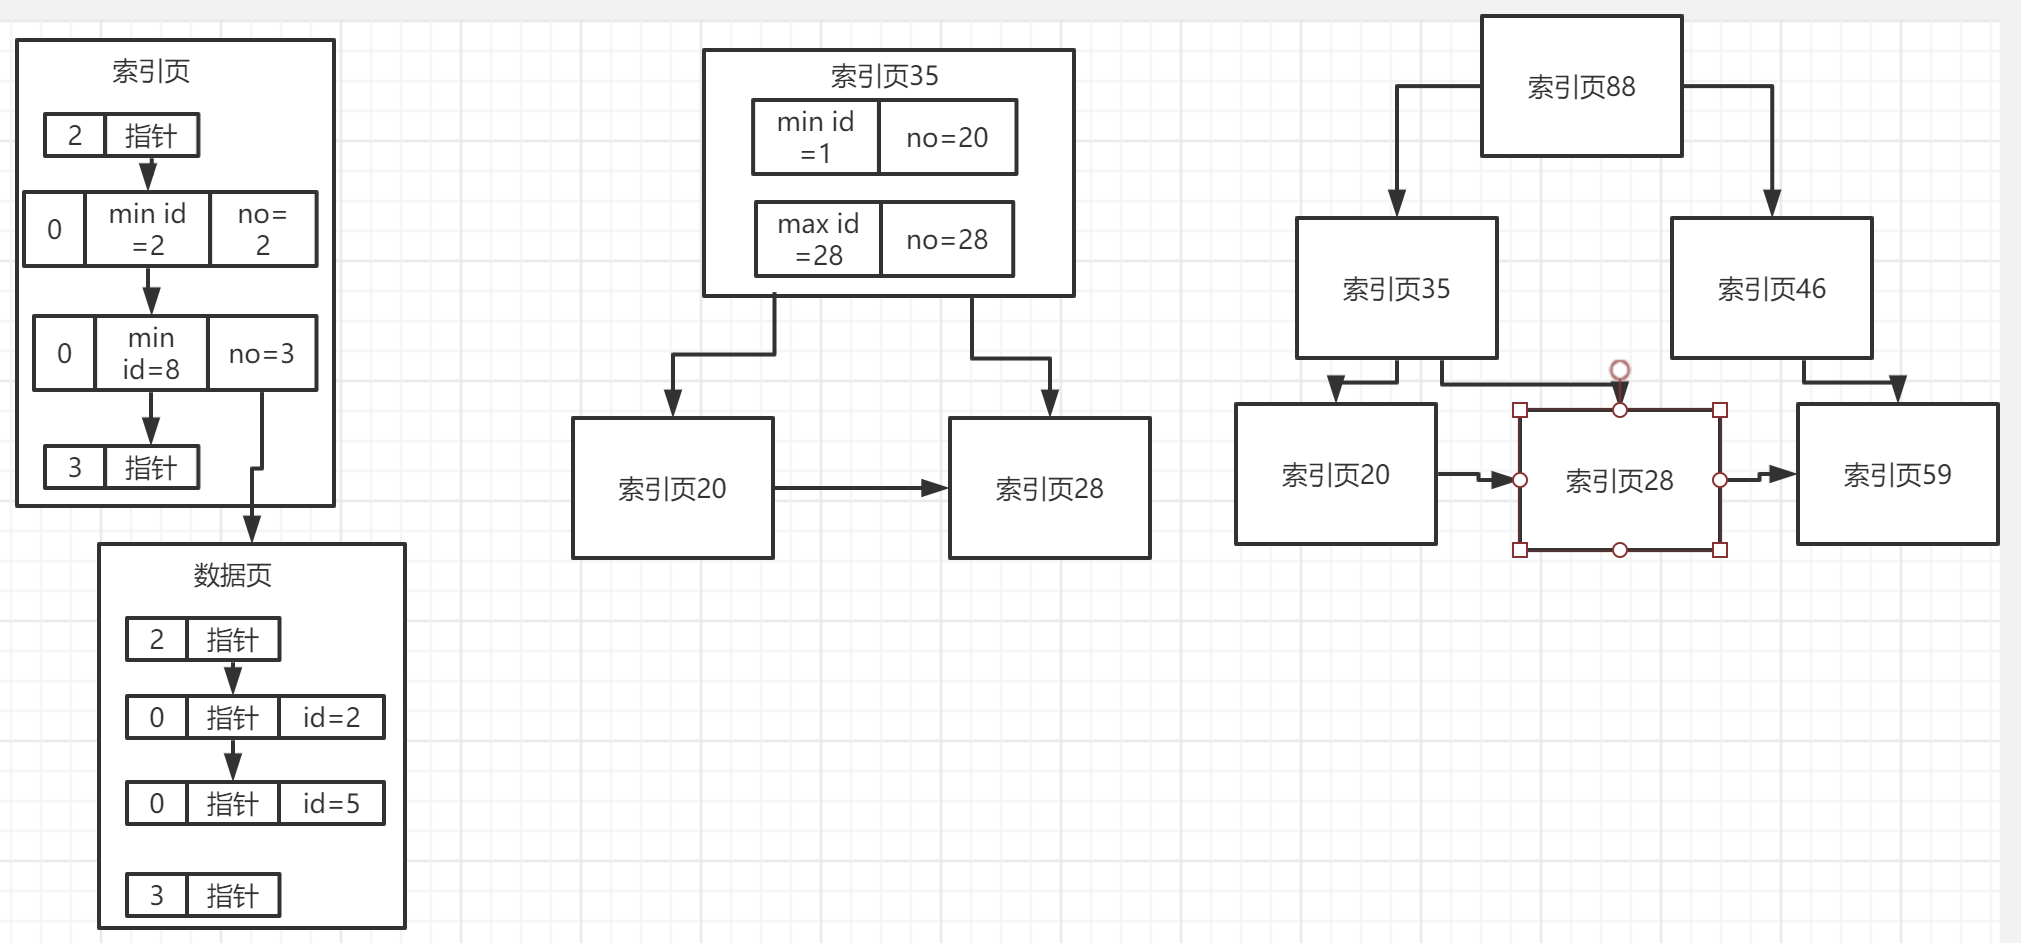 索引页
2 指针
0 min id =2 no= 2
0 min id=8 no=3
3 指针
数据页
2 指针
0 指针 id=2
0 指针 id=5
3 指针
索引页35
min id =1 no=20
max id =28 no=28
索引页20
索引页28
索引页88
索引页35
索引页46
索引页20
索引页28
索引页59